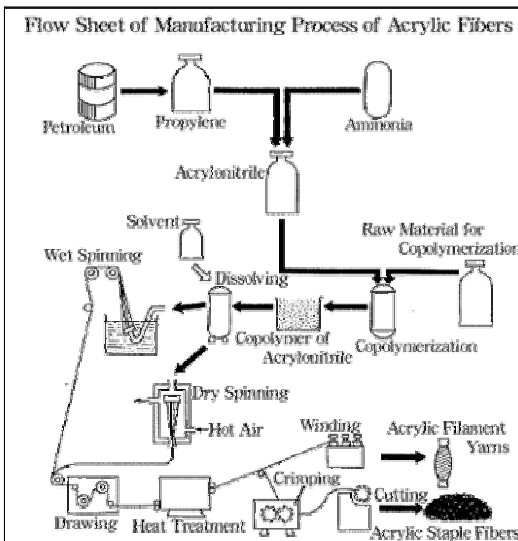 Flow Sheet of Manufacturing Process of Acrylic Fibers
Petroleum
Propylene
Ammonia
Acrylonitrile
Solvent
Raw Material for
Copolymerization
Wet Spinning
Dissolving
Copolymer of
Acrylonitrile
Copolymerization
Dry Spinning
Hot Air
Winding
Acrylic Filament
Yarns
Crimping
Cutting
Drawing
Heat Treatment
Acrylic Staple Fibers